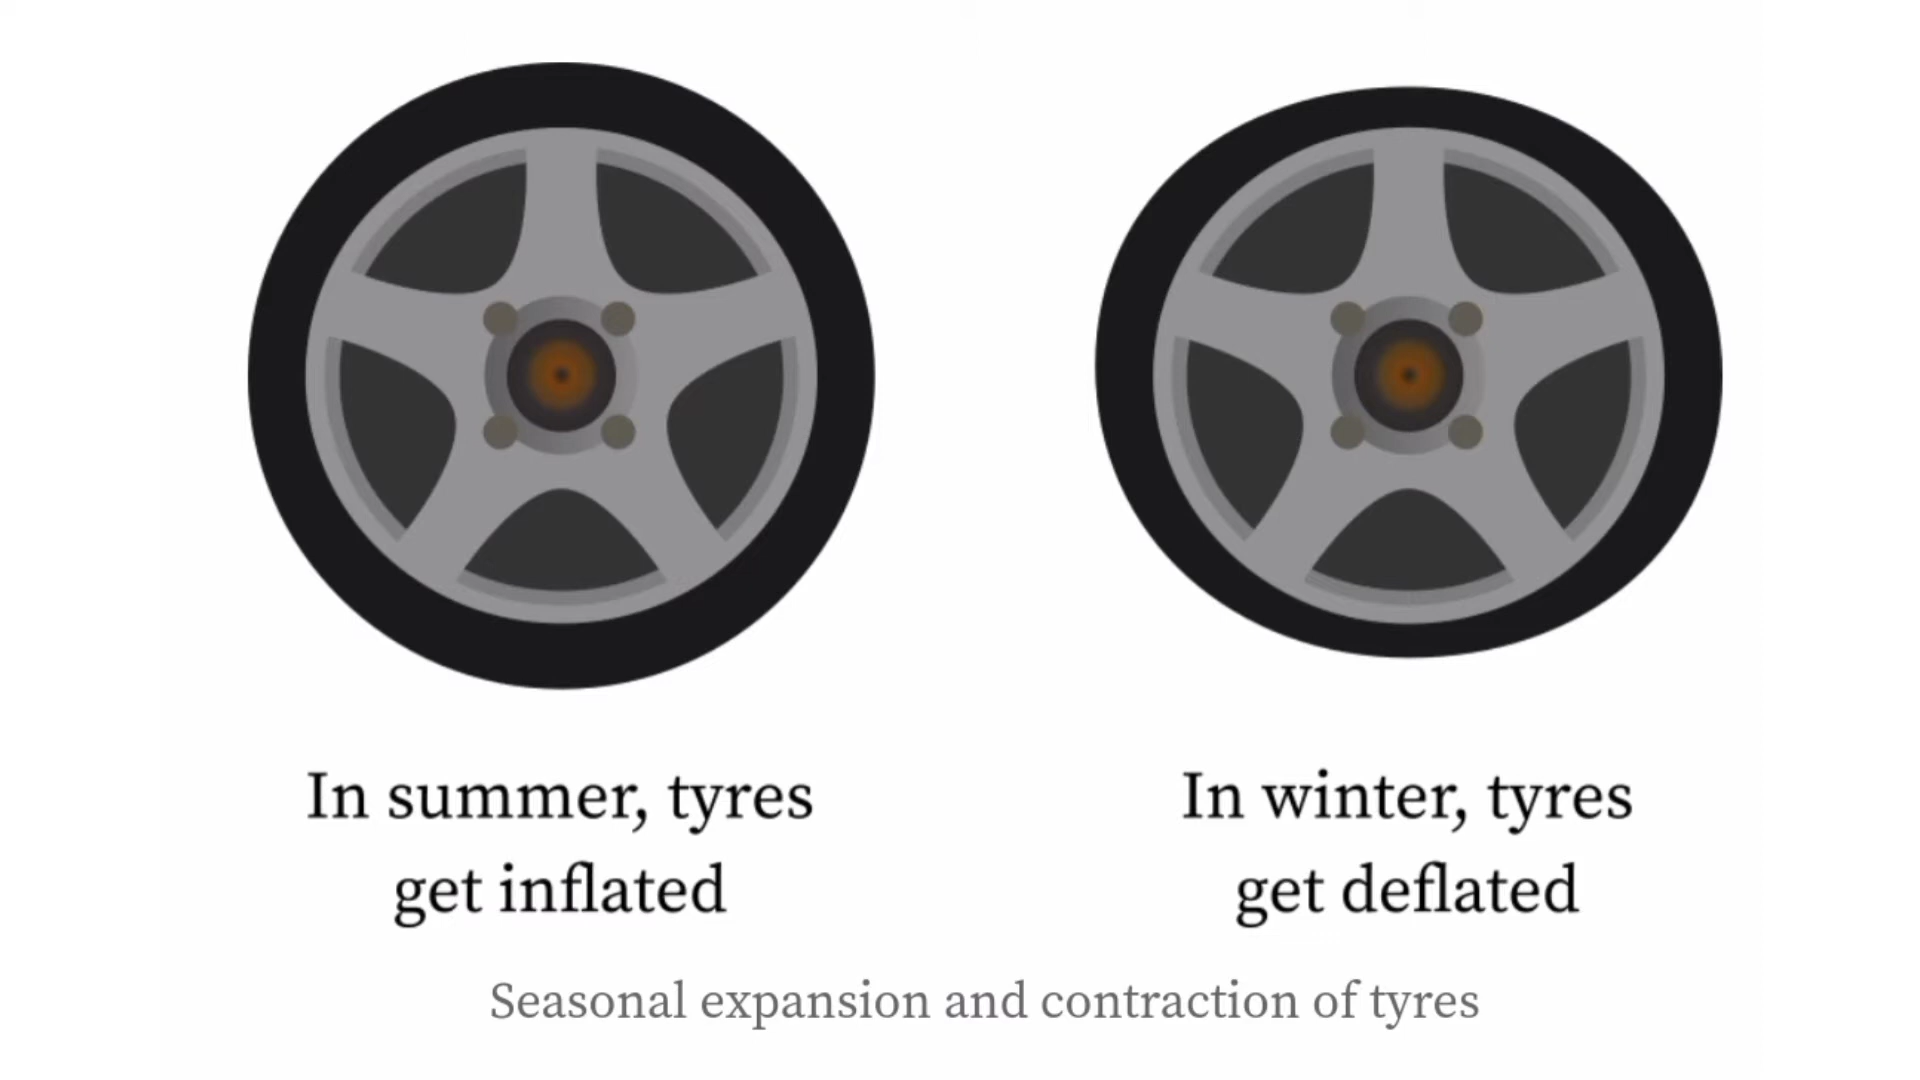 In summer, tyres
get inflated
In winter, tyres
get deflated
Seasonal expansion and contraction of tyres